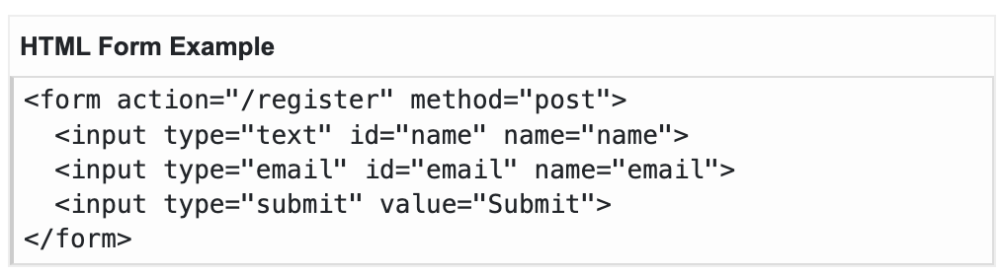 HTML Form Example
<form action="/register" method="post">
  <input type="text" id="name" name="name">
  <input type="email" id="email" name="email">
  <input type="submit" value="Submit">
</form>